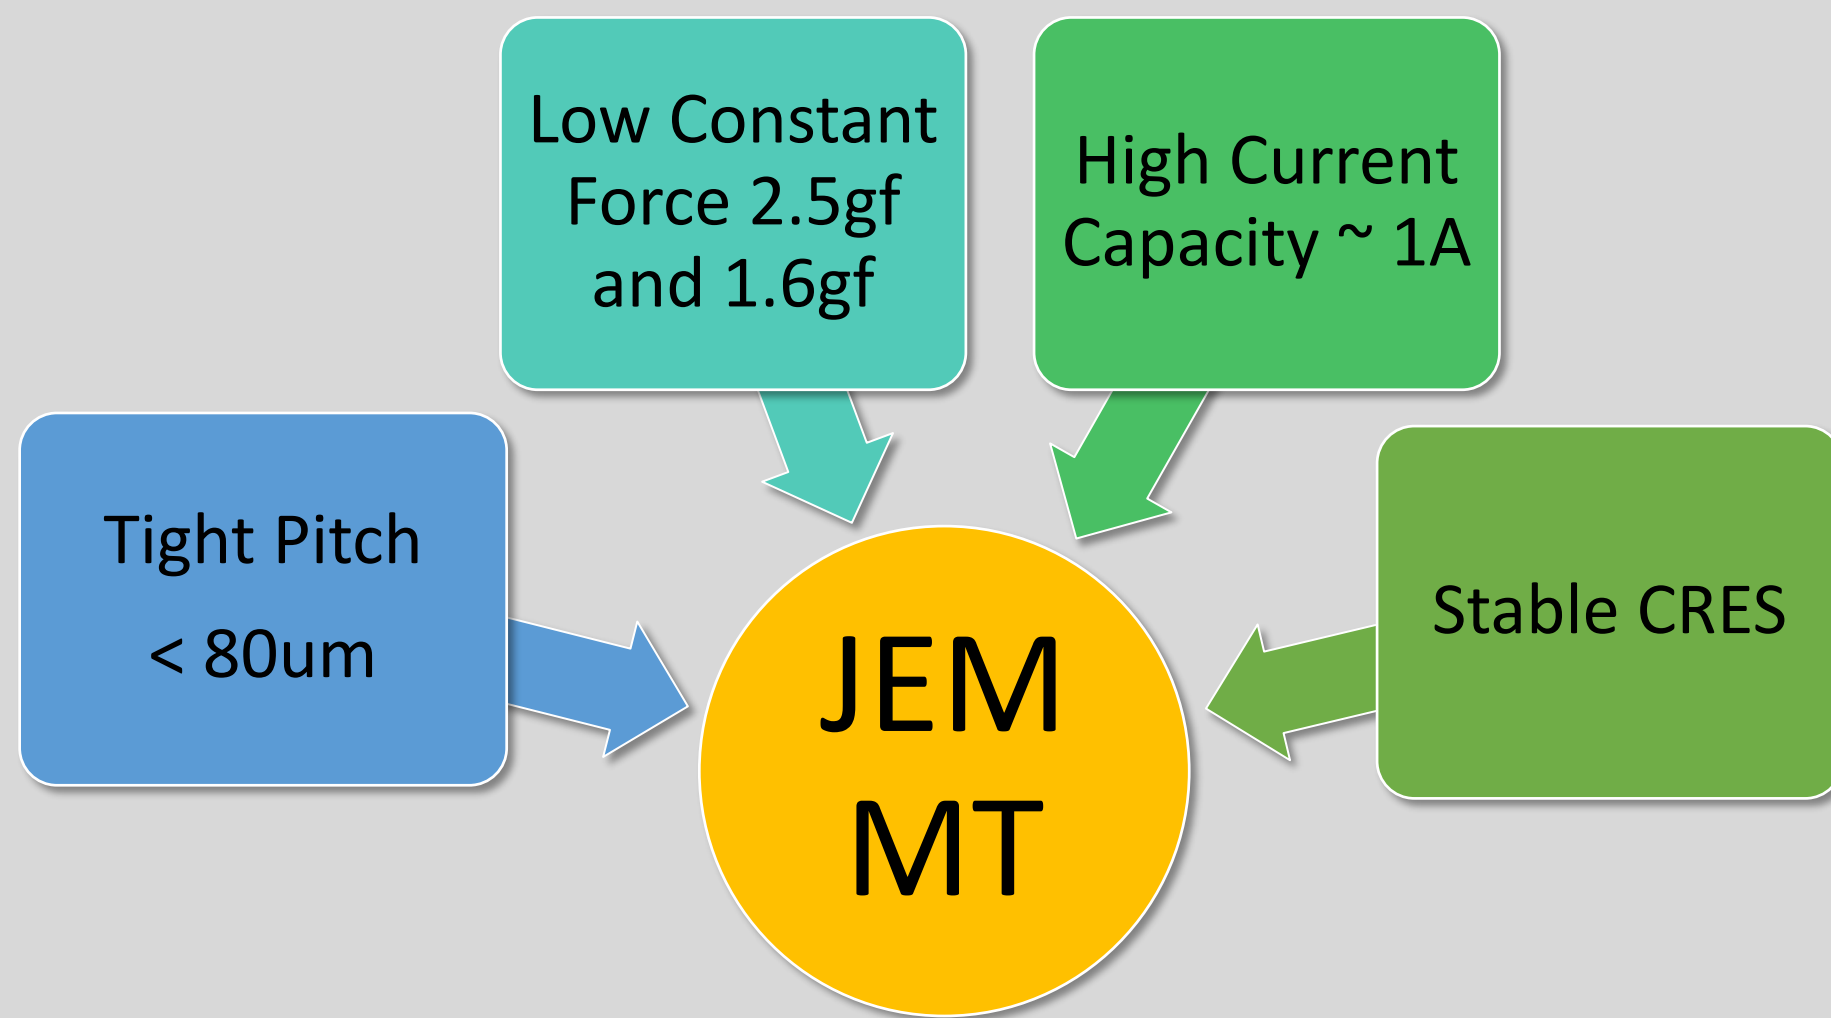 Low Constant
Force 2.5gf
and 1.6gf
High Current
Capacity ~ 1A
Tight Pitch
< 80um
Stable CRES
JEM
MT